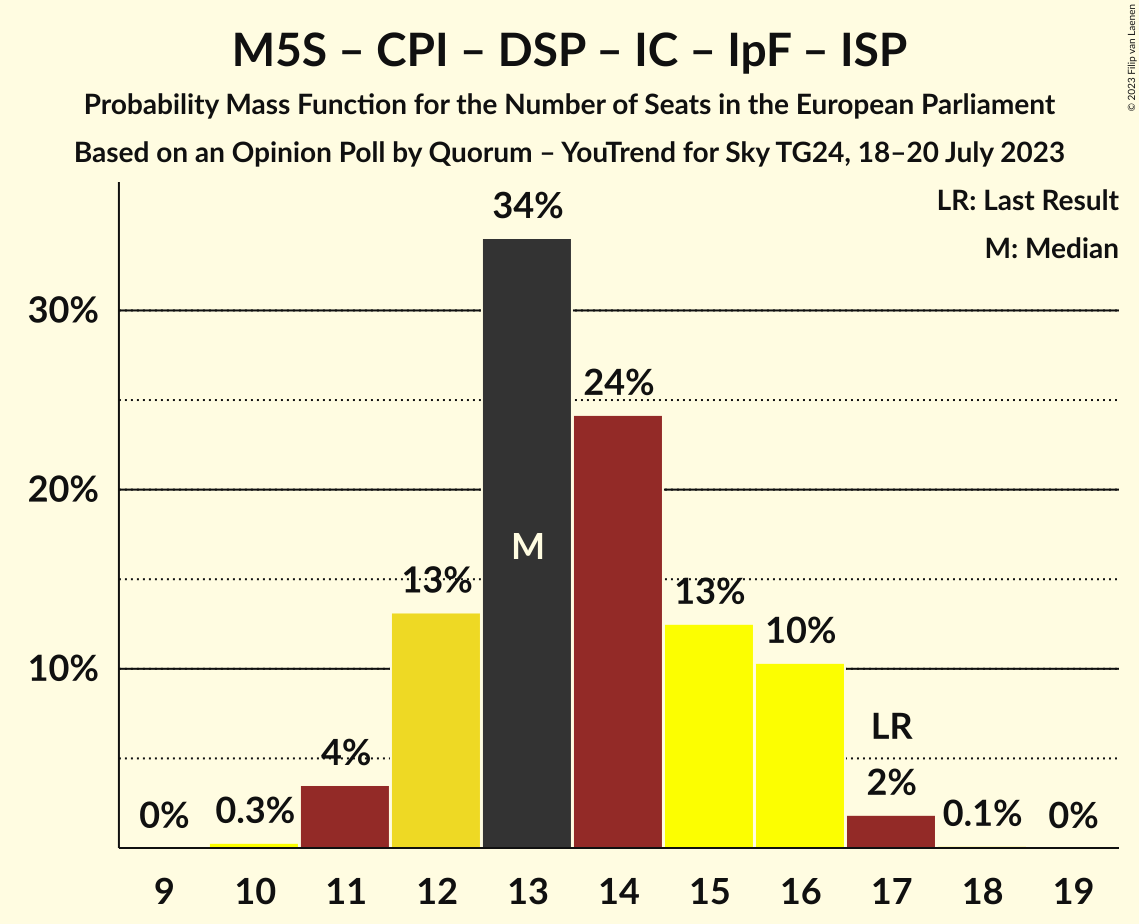 M5S – CPI – DSP – IC – IpF – ISP
Probability Mass Function for the Number of Seats in the European Parliament
Based on an Opinion Poll by Quorum – YouTrend for Sky TG24, 18–20 July 2023
© 2023 Filip van Laenen
LR: Last Result
M: Median
34%
30%
24%
20%
M
13%
13%
10%
10%
LR
4%
2%
0%
0.3%
0.1%
0%
9 10 11 12 13 14 15 16 17 18 19